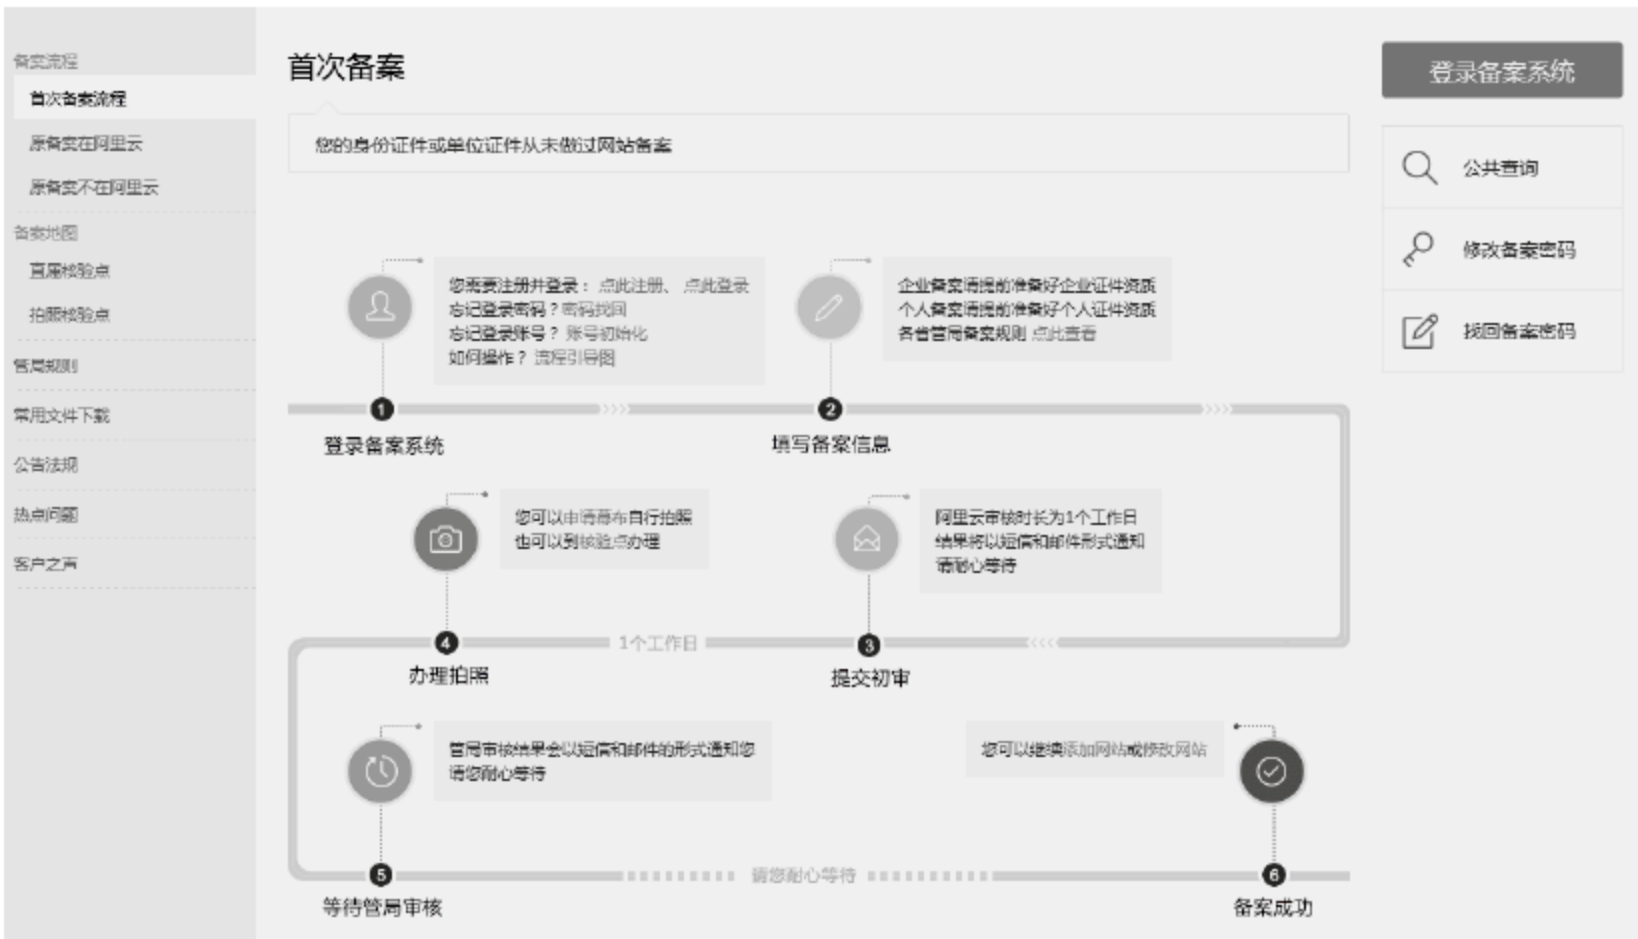 备案流程
首次备案流程
原备案在阿里云
原备案不在阿里云
备案地图
直属核验点
拍照核验点
管局规则
常用文件下载
公告法规
热点问题
客户之声
首次备案
您的身份证件或单位证件从未做过网站备案
您需要注册并登录： 点此注册、 点此登录
忘记登录密码？密码找回
忘记登录账号？ 账号初始化
如何操作？ 流程引导图
1
登录备案系统
企业备案请提前准备好企业证件资质
个人备案请提前准备好个人证件资质
各省管局备案规则 点此查看
2
填写备案信息
阿里云审核时长为1个工作日
结果将以短信和邮件形式通知
请耐心等待
3
提交初审
1个工作日
您可以申请幕布自行拍照
也可以到核验点办理
4
办理拍照
管局审核结果会以短信和邮件的形式通知您
请您耐心等待
5
等待管局审核
请您耐心等待
您可以继续添加网站或修改网站
6
备案成功
登录备案系统
公共查询
修改备案密码
找回备案密码